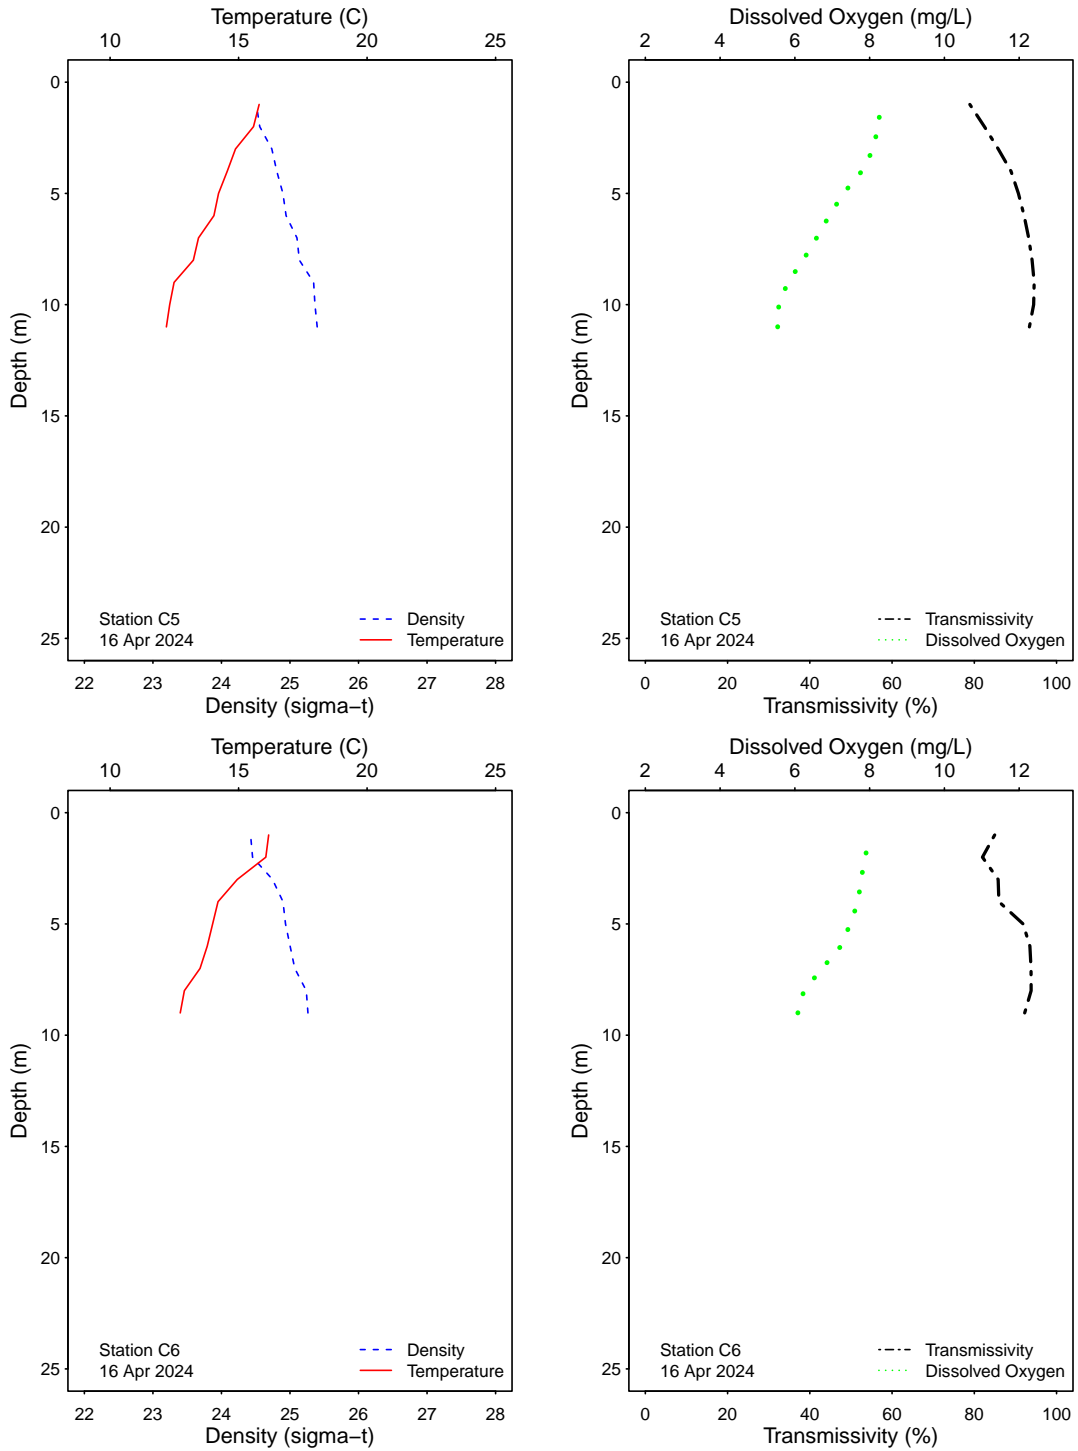 Temperature (C)
10 15 20 25
0
5
10
15
20
25
Depth (m)
Station C5
16 Apr 2024
Density
Temperature
22 23 24 25 26 27 28
Density (sigma−t)
Dissolved Oxygen (mg/L)
2 4 6 8 10 12
0
5
10
15
20
25
Depth (m)
Station C5
16 Apr 2024
Transmissivity
Dissolved Oxygen
0 20 40 60 80 100
Transmissivity (%)
Temperature (C)
10 15 20 25
0
5
10
15
20
25
Depth (m)
Station C6
16 Apr 2024
Density
Temperature
22 23 24 25 26 27 28
Density (sigma−t)
Dissolved Oxygen (mg/L)
2 4 6 8 10 12
0
5
10
15
20
25
Depth (m)
Station C6
16 Apr 2024
Transmissivity
Dissolved Oxygen
0 20 40 60 80 100
Transmissivity (%)